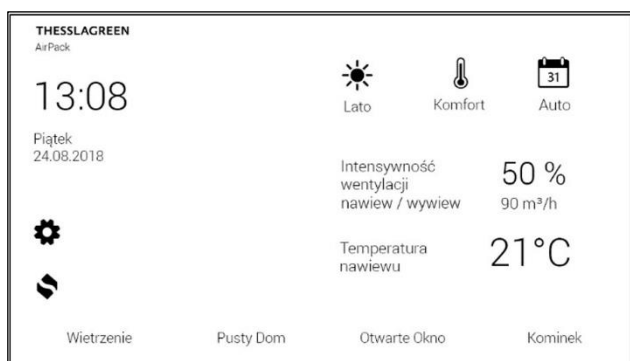 THESSLAGREEN
AirPack
13:08
Piątek
24.08.2018
31
Lato
Komfort
Auto
Intensywność
wentylacji
nawiew / wywiew
50 %
90 m³/h
Temperatura
nawiewu
21°C
Wietrzenie
Pusty Dom
Otwarte Okno
Kominek